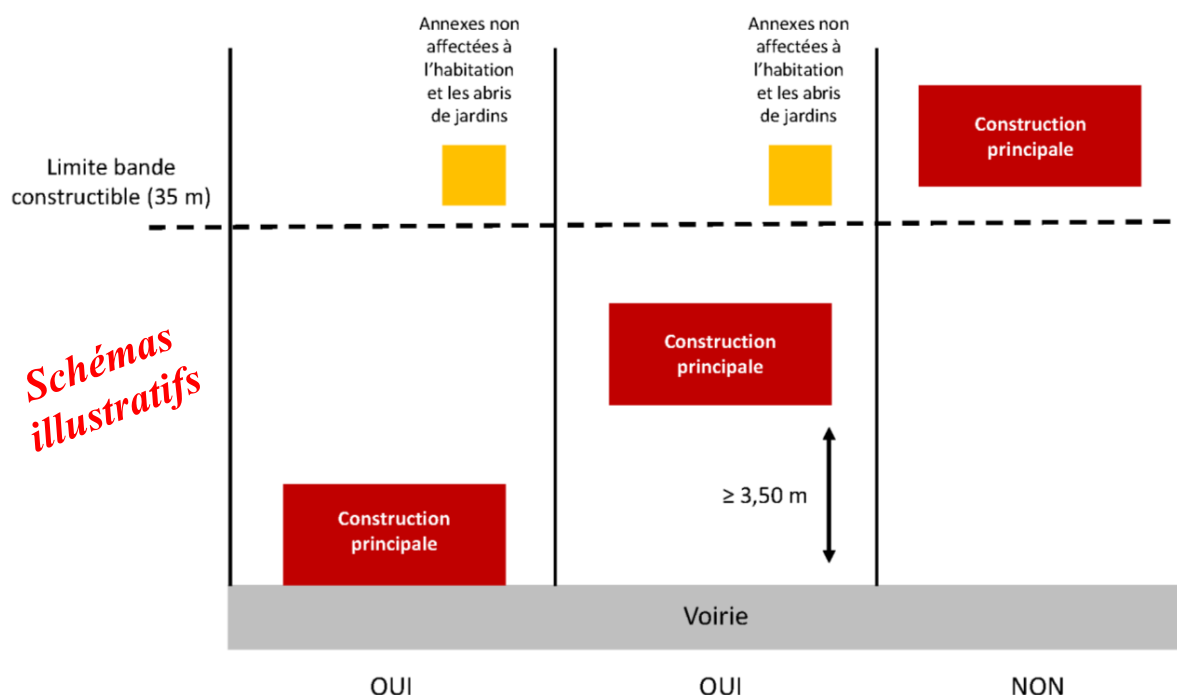 Annexes non
affectées à
l'habitation
et les abris
de jardins
Annexes non
affectées à
l'habitation
et les abris
de jardins
Construction
principale
Limite bande
constructible (35 m)
Construction
principale
Schémas
illustratifs
≥ 3,50 m
Construction
principale
Voirie
OUI
OUI
NON